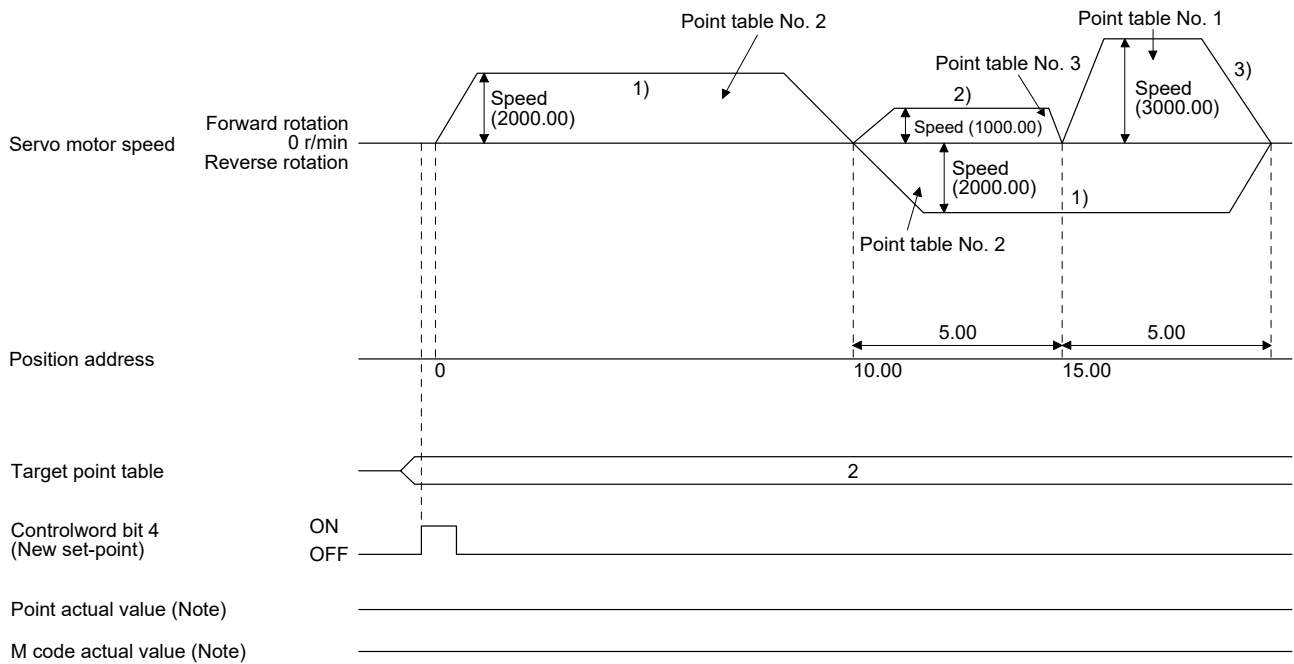 Point table No. 2
Point table No. 1
Point table No. 3
1)
2)
3)
Speed
(2000.00)
Speed (1000.00)
Speed
(3000.00)
Servo motor speed
Forward rotation
0 r/min
Reverse rotation
Speed
(2000.00)
1)
Point table No. 2
5.00
5.00
Position address
0
10.00
15.00
Target point table
2
Controlword bit 4
(New set-point)
ON
OFF
Point actual value (Note)
M code actual value (Note)